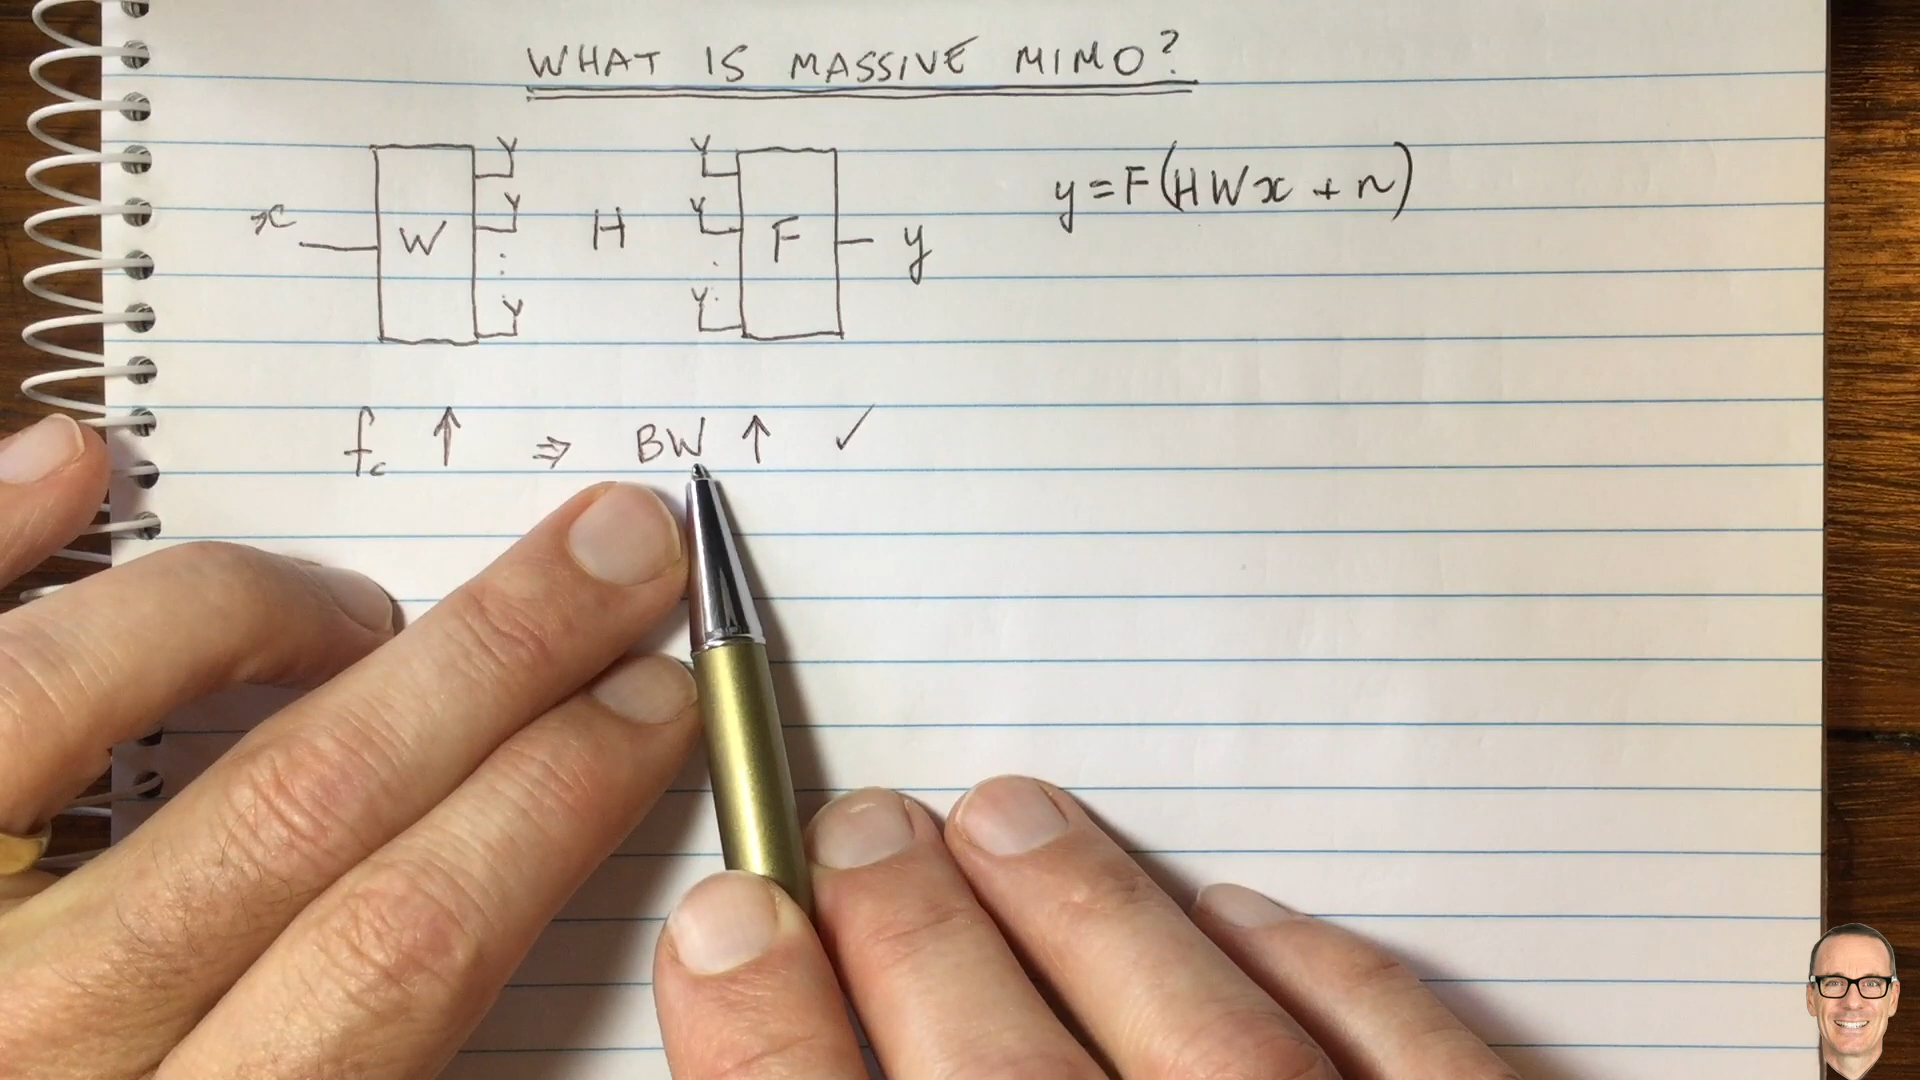 WHAT IS MASSIVE MIMO?
x W H F y
y = F(HWx + n)
fc ↑ ⇒ BW ↑ ✓